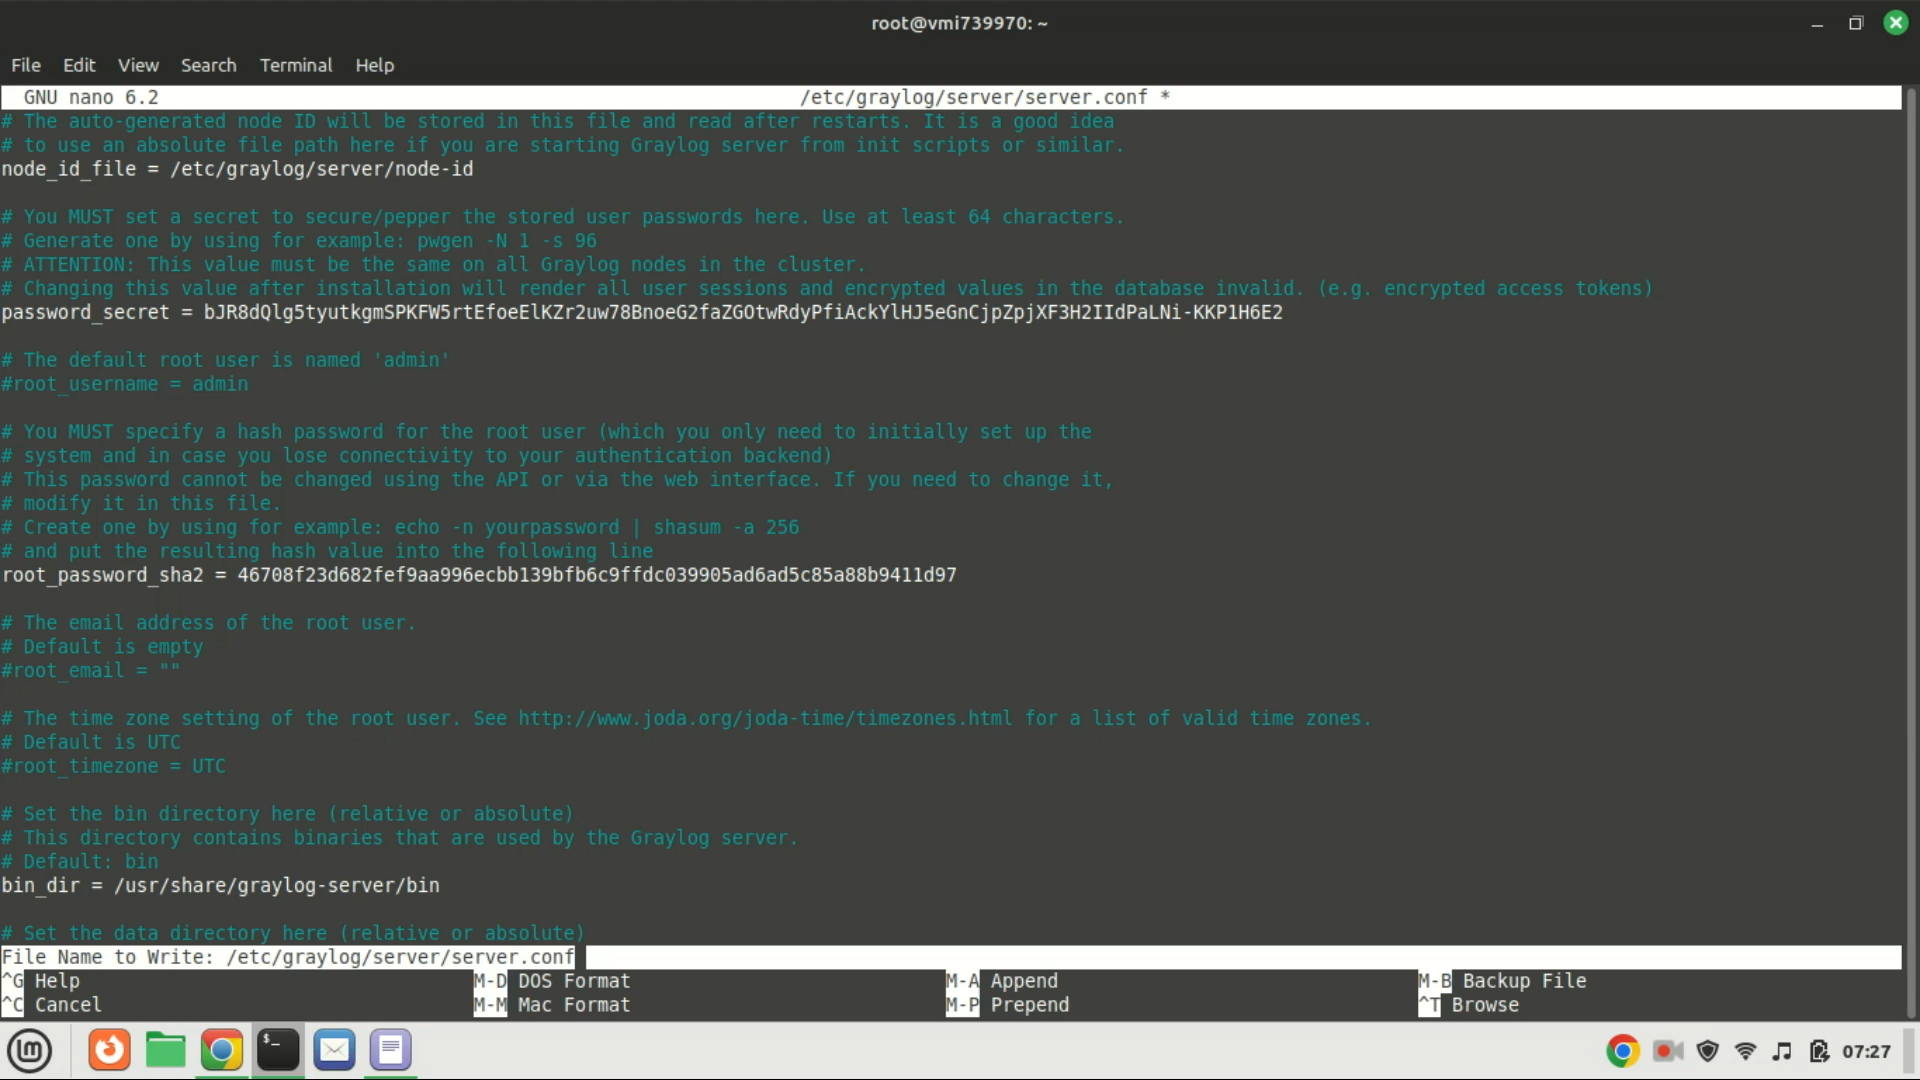 root@vmi739970: ~
File Edit View Search Terminal Help
GNU nano 6.2 /etc/graylog/server/server.conf *
# The auto-generated node ID will be stored in this file and read after restarts. It is a good idea
# to use an absolute file path here if you are starting Graylog server from init scripts or similar.
node_id_file = /etc/graylog/server/node-id
# You MUST set a secret to secure/pepper the stored user passwords here. Use at least 64 characters.
# Generate one by using for example: pwgen -N 1 -s 96
# ATTENTION: This value must be the same on all Graylog nodes in the cluster.
# Changing this value after installation will render all user sessions and encrypted values in the database invalid. (e.g. encrypted access tokens)
password_secret = bJR8dQlg5tyutkgmSPKFW5rtEfoeElKZr2uw78BnoeG2faZGOtwRdyPfiAckYlHJ5eGnCjpZpjXF3H2IIdPaLNi-KKP1H6E2
# The default root user is named 'admin'
#root_username = admin
# You MUST specify a hash password for the root user (which you only need to initially set up the
# system and in case you lose connectivity to your authentication backend)
# This password cannot be changed using the API or via the web interface. If you need to change it,
# modify it in this file.
# Create one by using for example: echo -n yourpassword | shasum -a 256
# and put the resulting hash value into the following line
root_password_sha2 = 46708f23d682fef9aa996ecbb139bfb6c9ffdc039905ad6ad5c85a88b9411d97
# The email address of the root user.
# Default is empty
#root_email = ""
# The time zone setting of the root user. See http://www.joda.org/joda-time/timezones.html for a list of valid time zones.
# Default is UTC
#root_timezone = UTC
# Set the bin directory here (relative or absolute)
# This directory contains binaries that are used by the Graylog server.
# Default: bin
bin_dir = /usr/share/graylog-server/bin
# Set the data directory here (relative or absolute)
File Name to Write: /etc/graylog/server/server.conf
^G Help M-D DOS Format M-A Append M-B Backup File
^C Cancel M-M Mac Format M-P Prepend ^T Browse
07:27